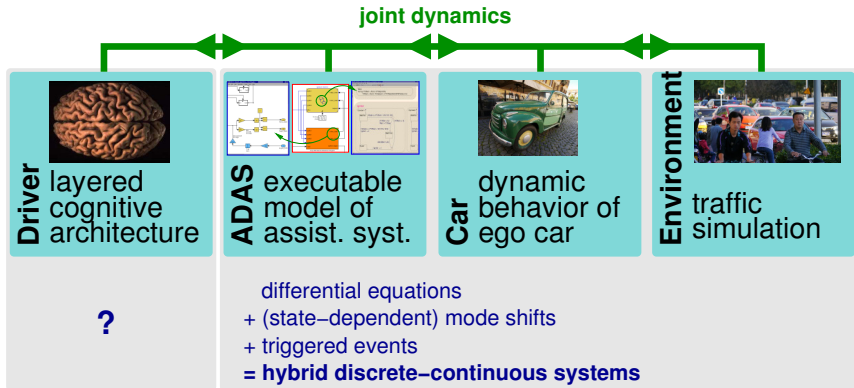 joint dynamics
Driver
layered
cognitive
architecture
ADAS
executable
model of
assist. syst.
Car
dynamic
behavior of
ego car
Environment
traffic
simulation
?
differential equations
+ (state−dependent) mode shifts
+ triggered events
= hybrid discrete−continuous systems